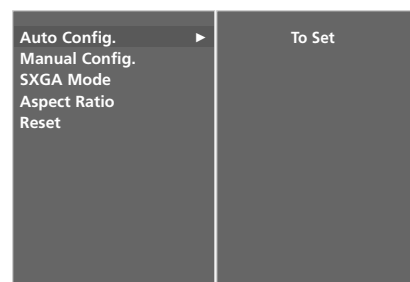 Auto Config. ►
To Set
Manual Config.
SXGA Mode
Aspect Ratio
Reset